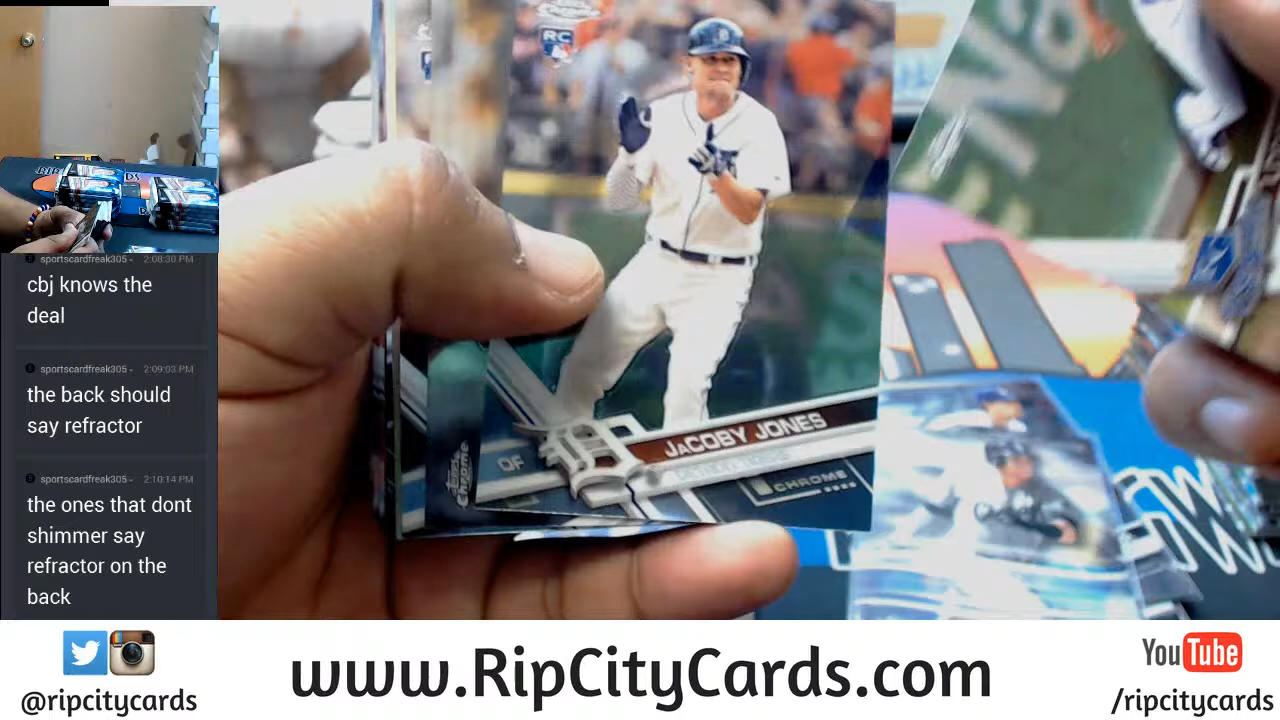 sportscardfreak305 - 2:08:30 PM
cbj knows the
deal
sportscardfreak305 - 2:09:03 PM
the back should
say refractor
sportscardfreak305 - 2:10:14 PM
the ones that dont
shimmer say
refractor on the
back
RC
JaCOBY JONES
OF
Topps
Chrome
CHROME
@ripcitycards
www.RipCityCards.com
YouTube
/ripcitycards